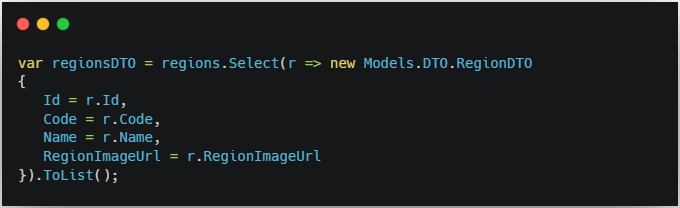 var regionsDTO = regions.Select(r => new Models.DTO.RegionDTO
{
   Id = r.Id,
   Code = r.Code,
   Name = r.Name,
   RegionImageUrl = r.RegionImageUrl
}).ToList();